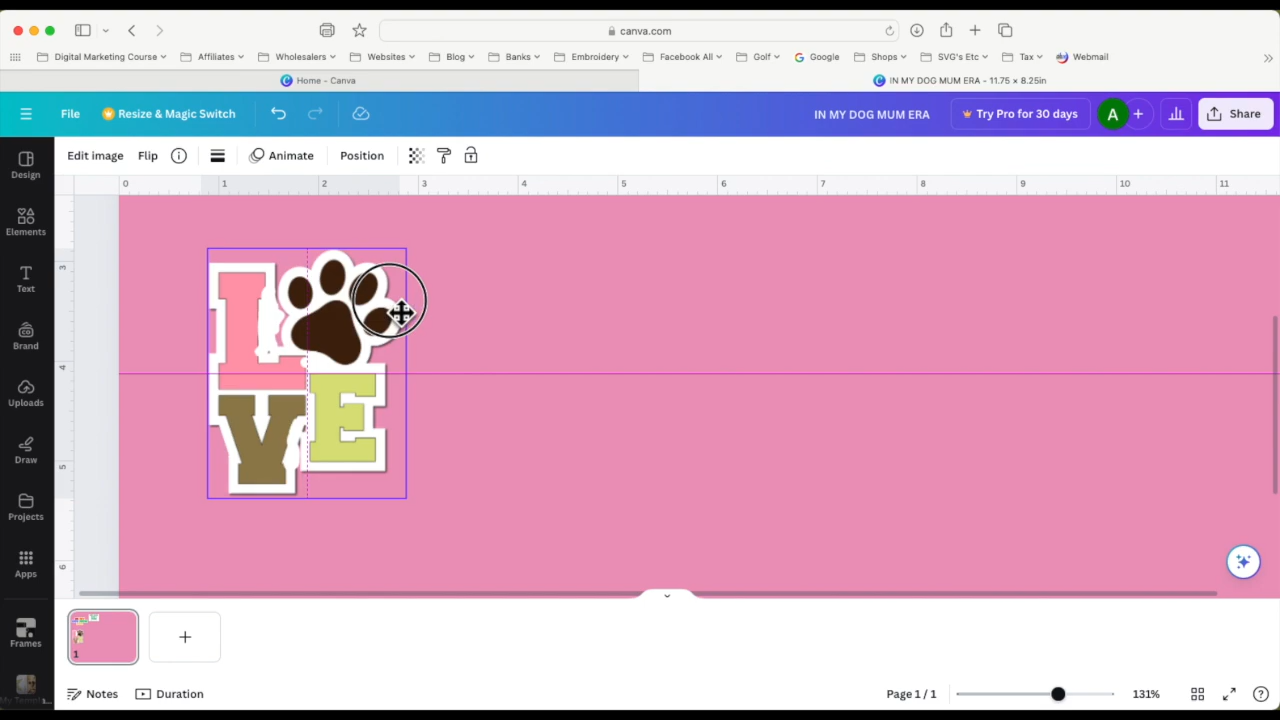 canva.com
Digital Marketing Course Affiliates Wholesalers Websites Blog Banks Embroidery Facebook All Golf Google Shops SVG's Etc Tax Webmail
Home - Canva
IN MY DOG MUM ERA - 11.75 × 8.25in
File Resize & Magic Switch IN MY DOG MUM ERA Try Pro for 30 days A Share
Edit image Flip Animate Position
Design
Elements
Text
Brand
Uploads
Draw
Projects
Apps
Frames
0 1 2 3 4 5 6 7 8 9 10 11
3
4
5
6
L
V E
1
Notes Duration Page 1 / 1 131%